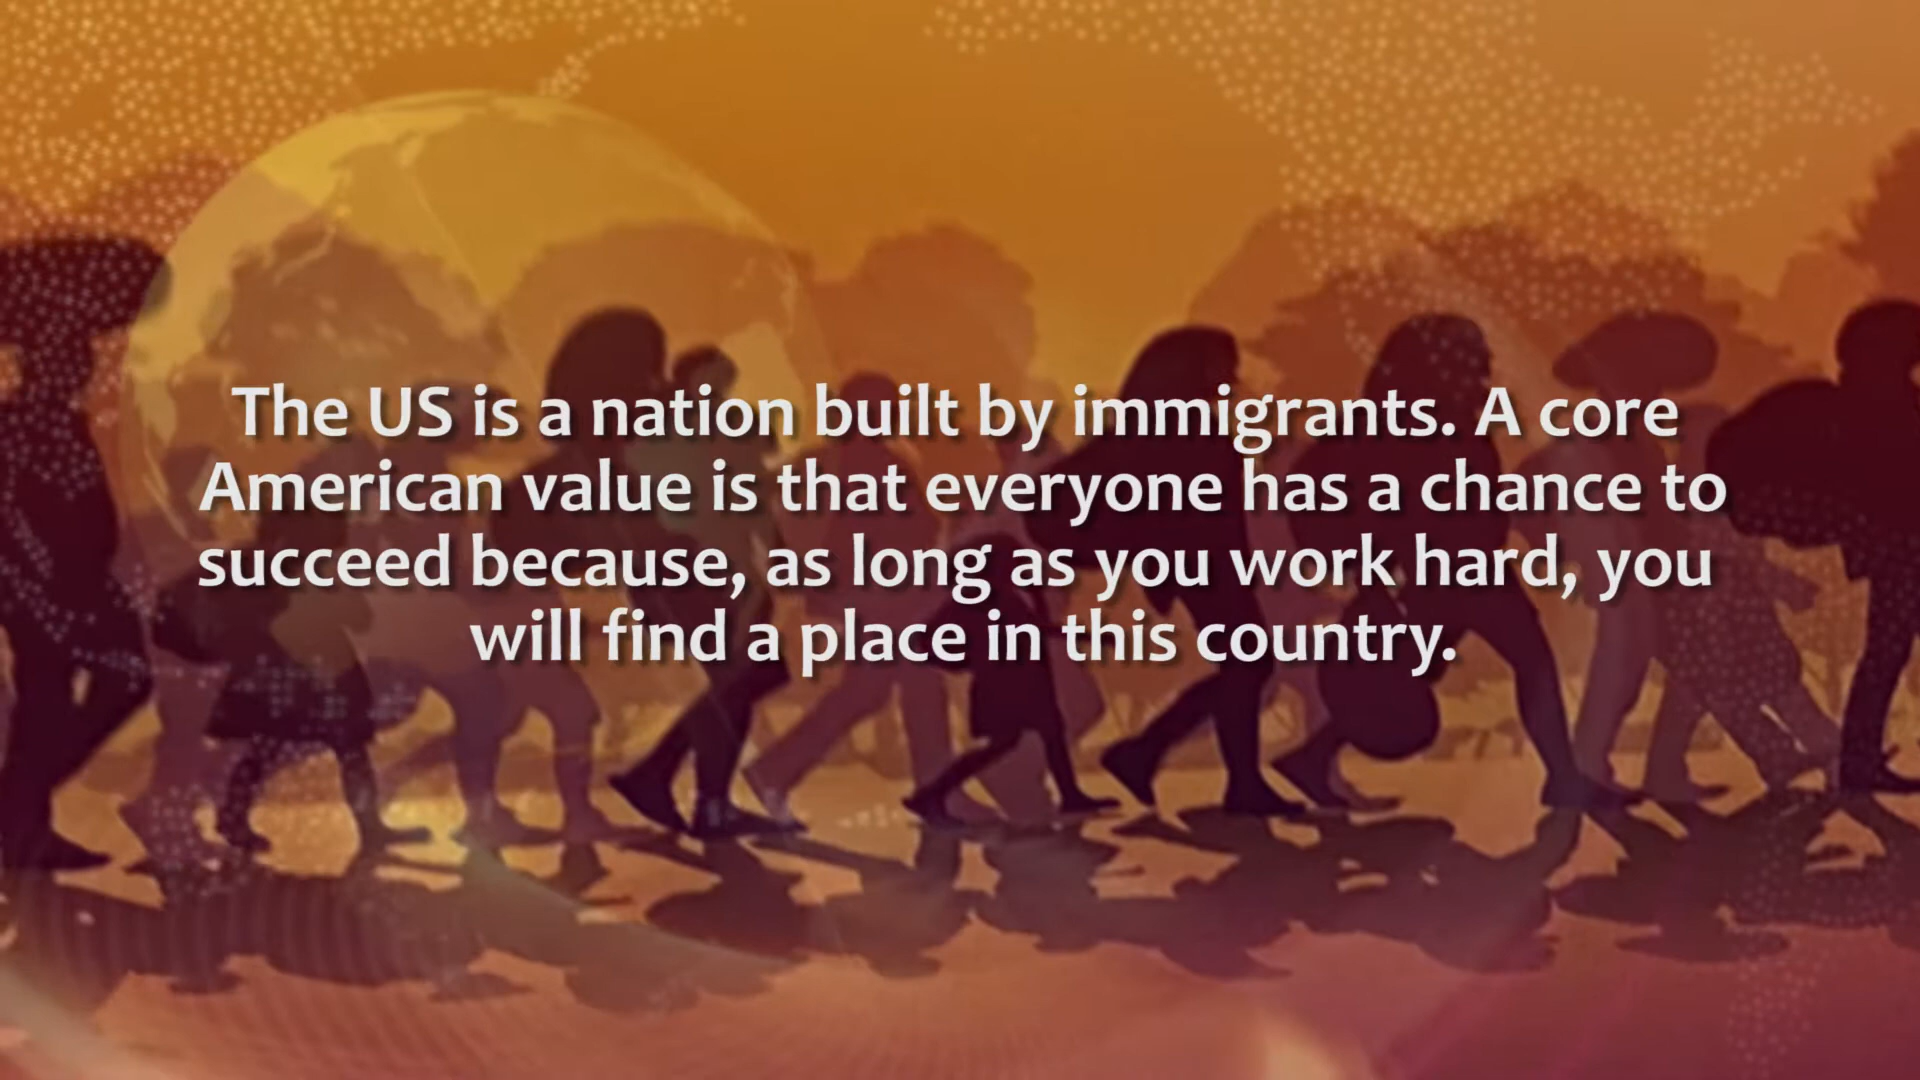 The US is a nation built by immigrants. A core
American value is that everyone has a chance to
succeed because, as long as you work hard, you
will find a place in this country.